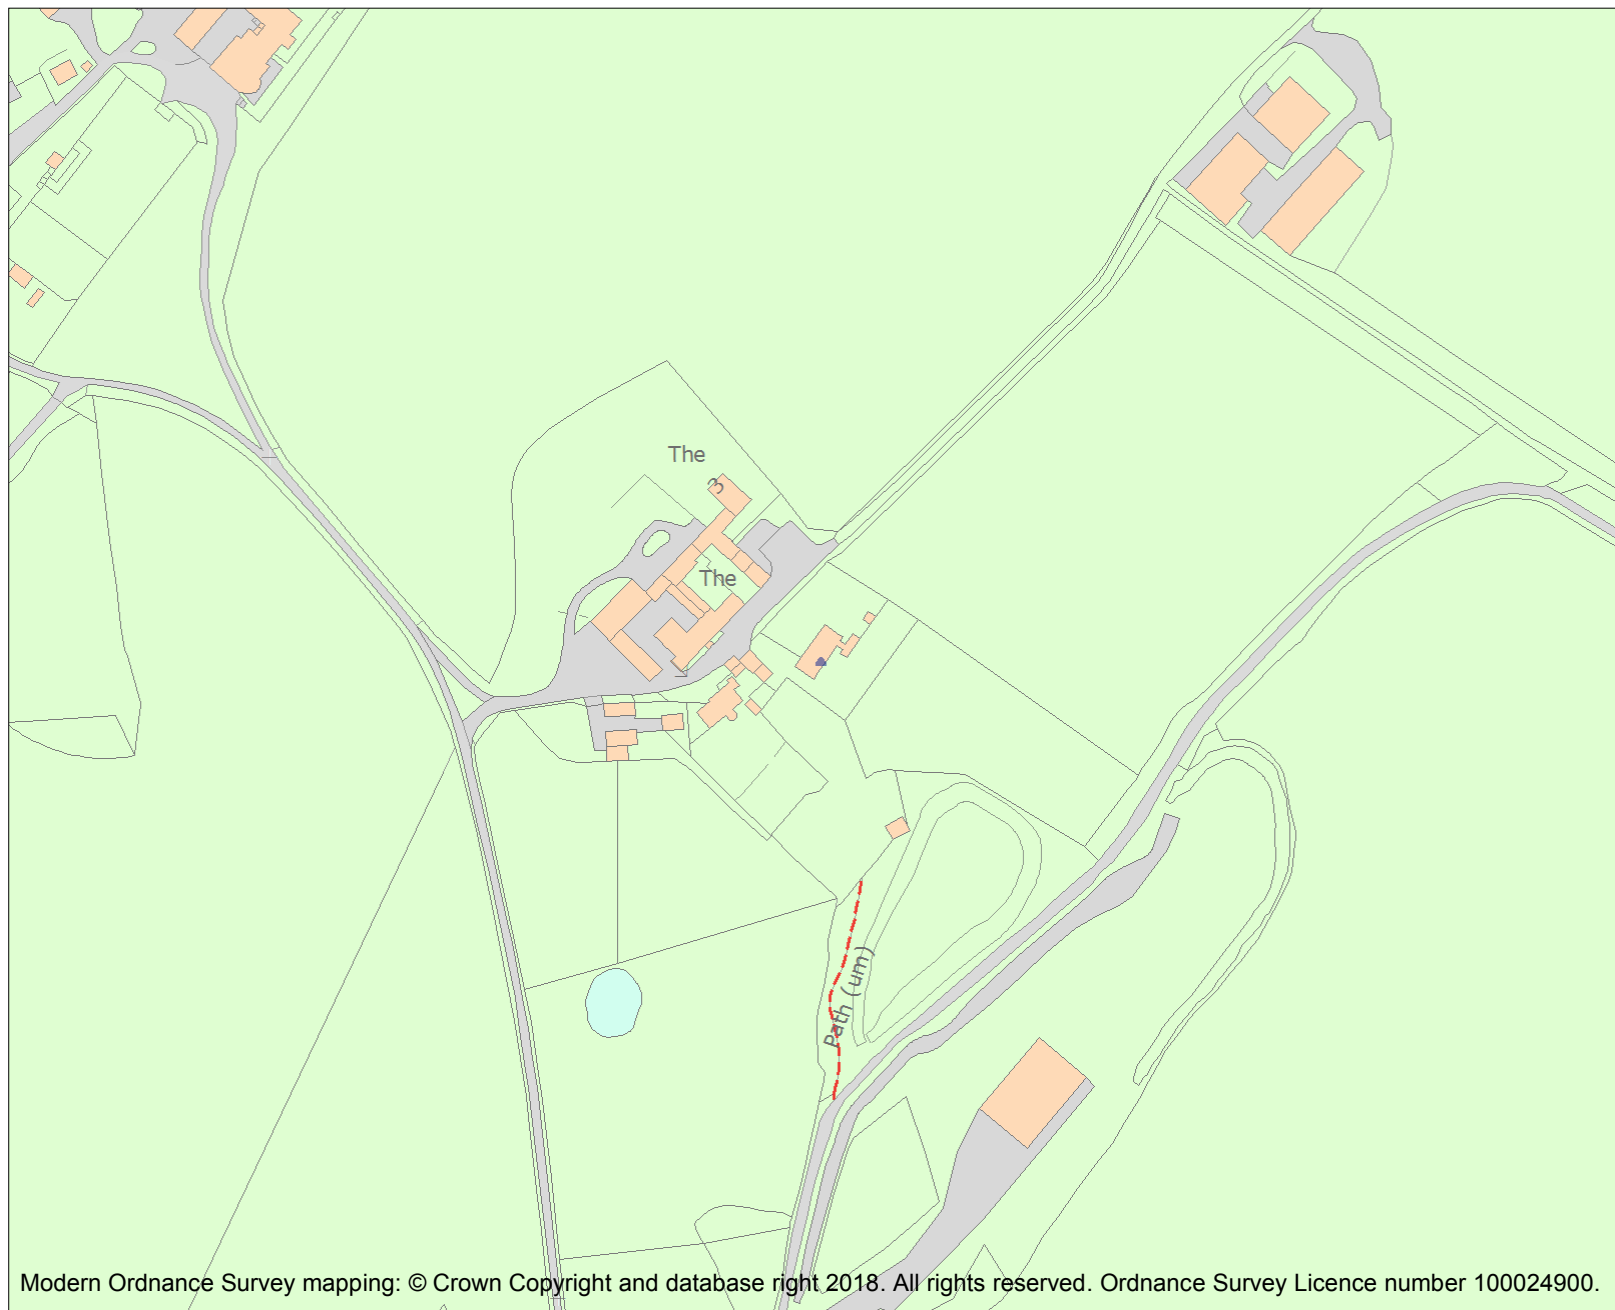 The
3
The
Path (um)
Modern Ordnance Survey mapping: © Crown Copyright and database right 2018. All rights reserved. Ordnance Survey Licence number 100024900.